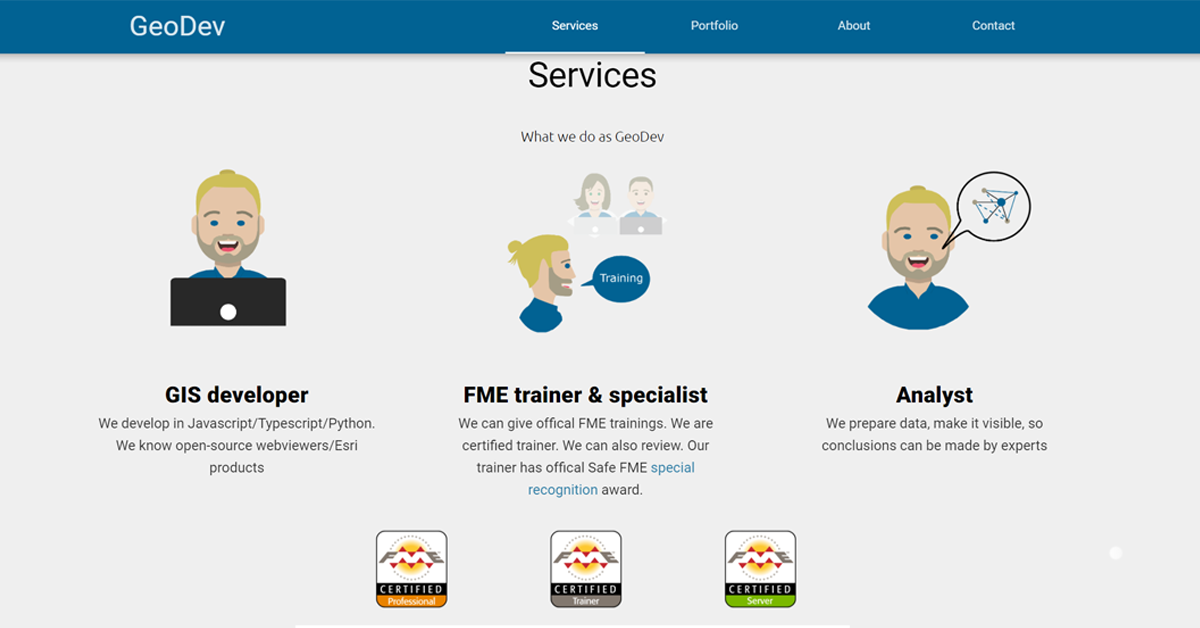 GeoDev
Services
Portfolio
About
Contact
Services
What we do as GeoDev
Training
GIS developer
We develop in Javascript/Typescript/Python.
We know open-source webviewers/Esri
products
FME trainer & specialist
We can give offical FME trainings. We are
certified trainer. We can also review. Our
trainer has offical Safe FME special
recognition award.
Analyst
We prepare data, make it visible, so
conclusions can be made by experts
FME
CERTIFIED
Professional
FME
CERTIFIED
Trainer
FME
CERTIFIED
Server